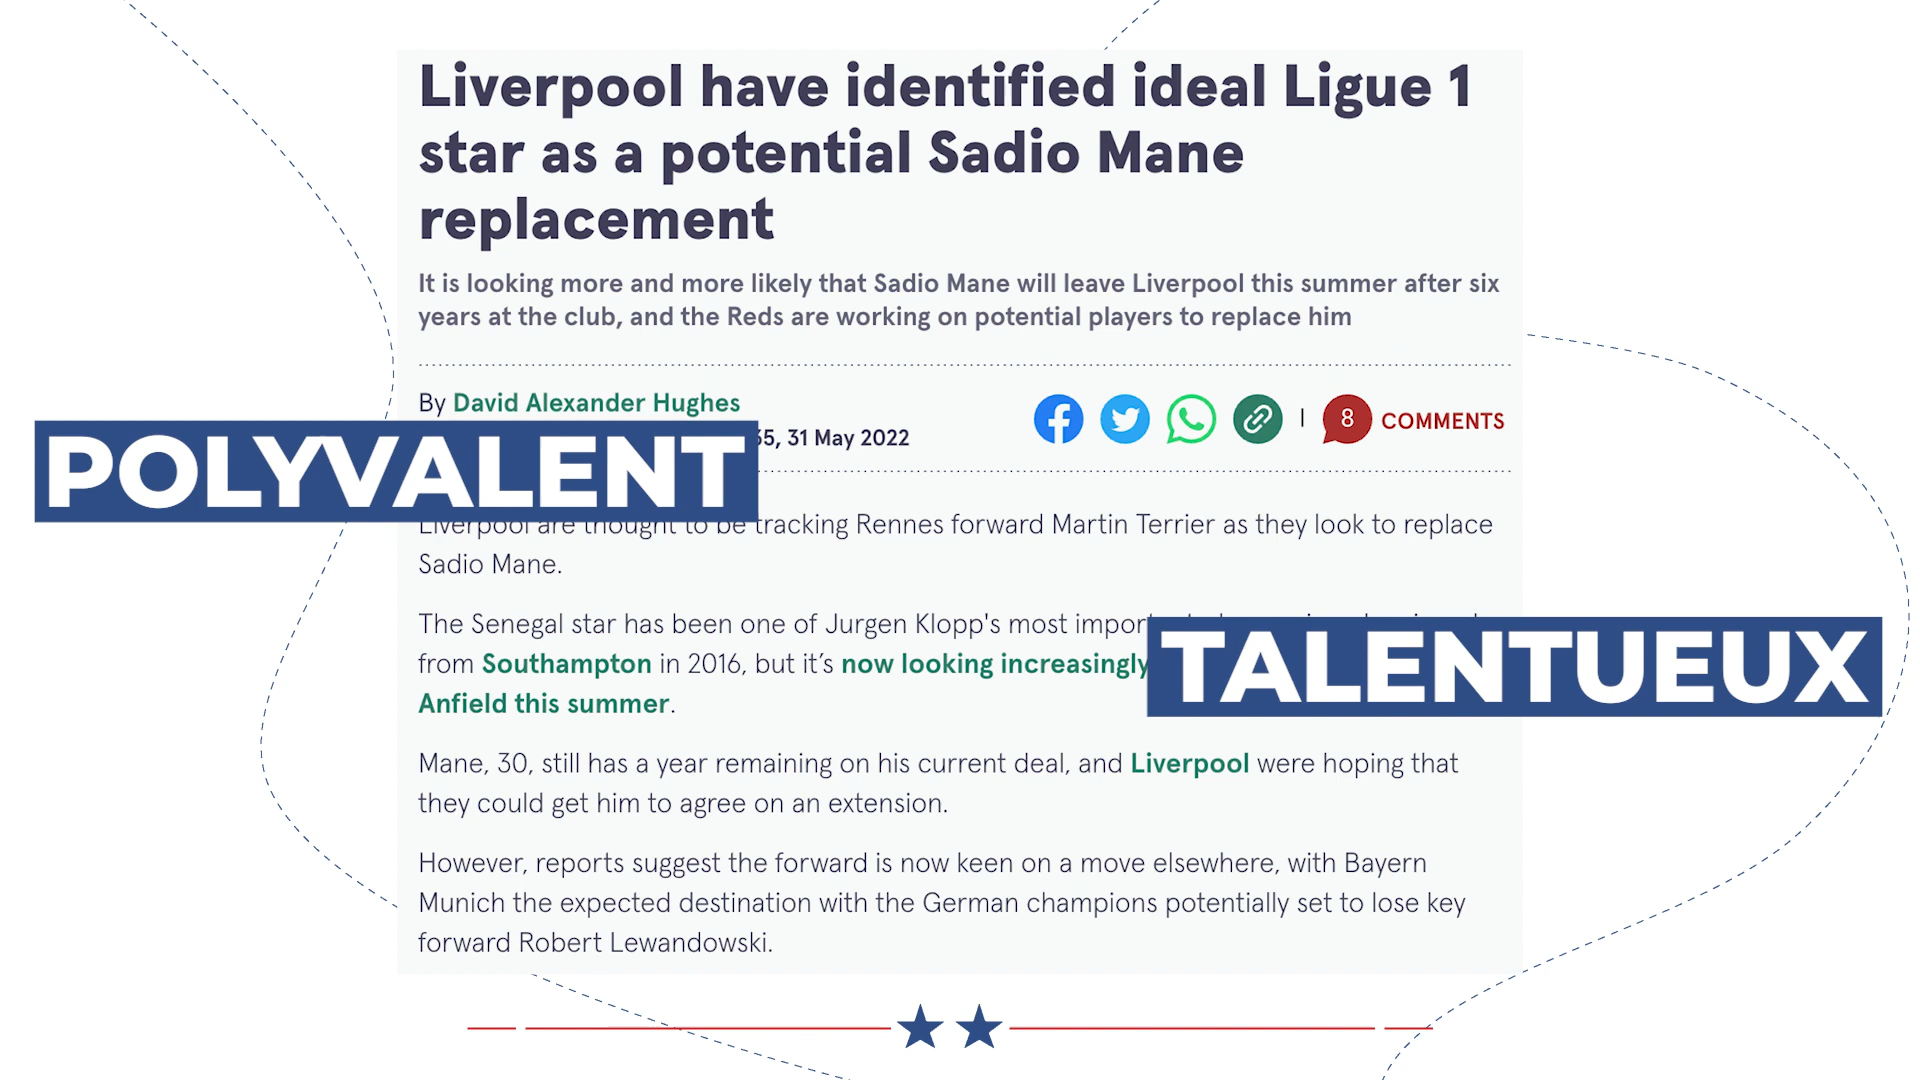 Liverpool have identified ideal Ligue 1
star as a potential Sadio Mane
replacement
It is looking more and more likely that Sadio Mane will leave Liverpool this summer after six
years at the club, and the Reds are working on potential players to replace him
By David Alexander Hughes
35, 31 May 2022
8 COMMENTS
POLYVALENT
Liverpool are thought to be tracking Rennes forward Martin Terrier as they look to replace
Sadio Mane.
The Senegal star has been one of Jurgen Klopp's most
from Southampton in 2016, but it's now looking increasingly
TALENTUEUX
Anfield this summer.
Mane, 30, still has a year remaining on his current deal, and Liverpool were hoping that
they could get him to agree on an extension.
However, reports suggest the forward is now keen on a move elsewhere, with Bayern
Munich the expected destination with the German champions potentially set to lose key
forward Robert Lewandowski.